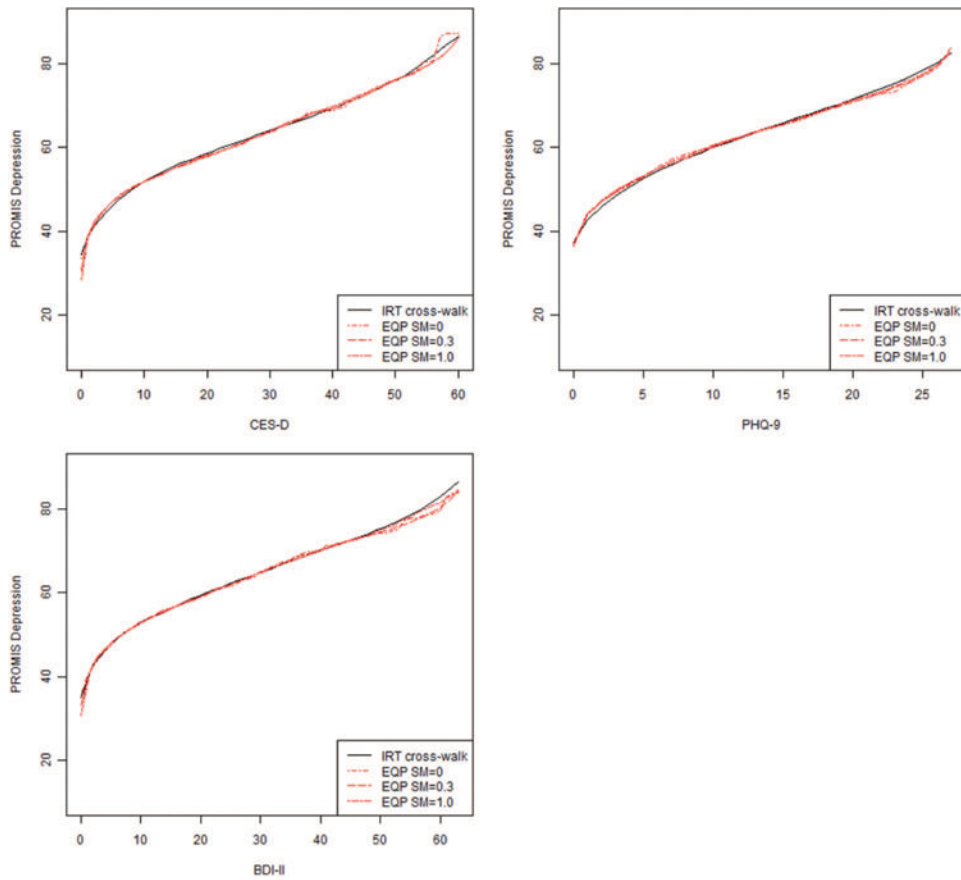 PROMIS Depression
80
60
40
20
IRT cross-walk
EQP SM=0
EQP SM=0.3
EQP SM=1.0
0 10 20 30 40 50 60
CES-D
PROMIS Depression
80
60
40
20
IRT cross-walk
EQP SM=0
EQP SM=0.3
EQP SM=1.0
0 5 10 15 20 25
PHQ-9
PROMIS Depression
80
60
40
20
IRT cross-walk
EQP SM=0
EQP SM=0.3
EQP SM=1.0
0 10 20 30 40 50 60
BDI-II